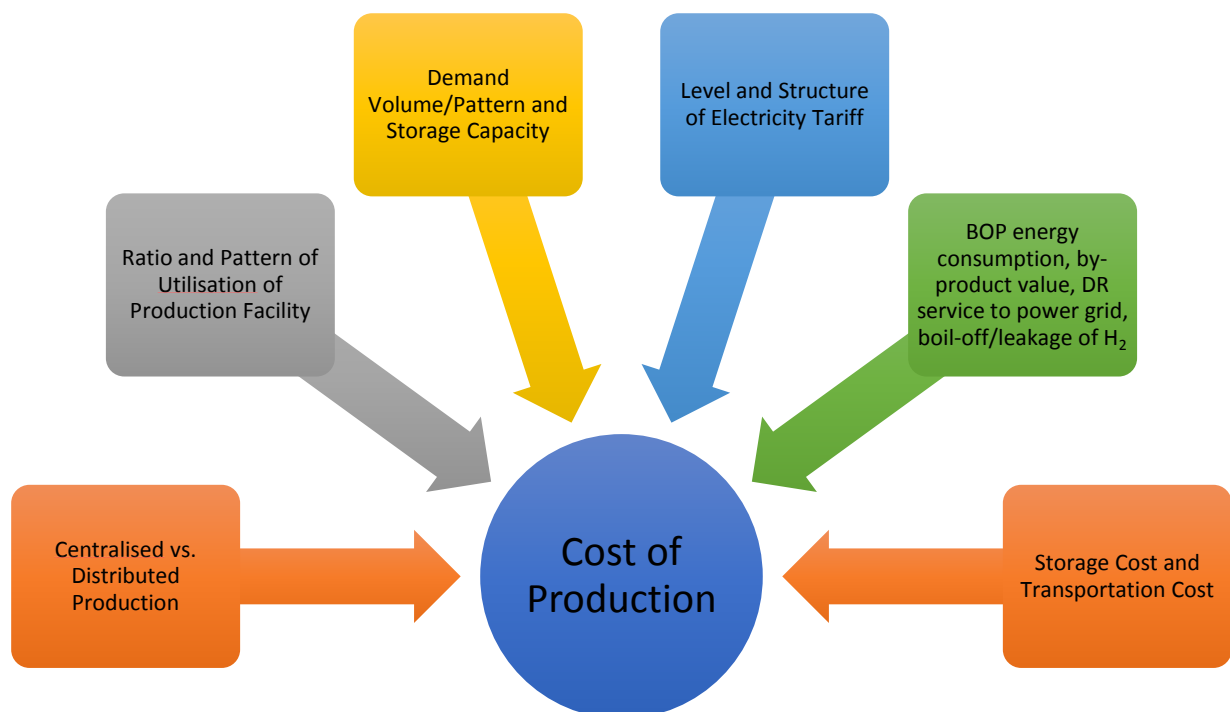 Demand
Volume/Pattern and
Storage Capacity
Level and Structure
of Electricity Tariff
Ratio and Pattern of
Utilisation of
Production Facility
BOP energy
consumption, by-
product value, DR
service to power grid,
boil-off/leakage of H₂
Centralised vs.
Distributed
Production
Cost of
Production
Storage Cost and
Transportation Cost